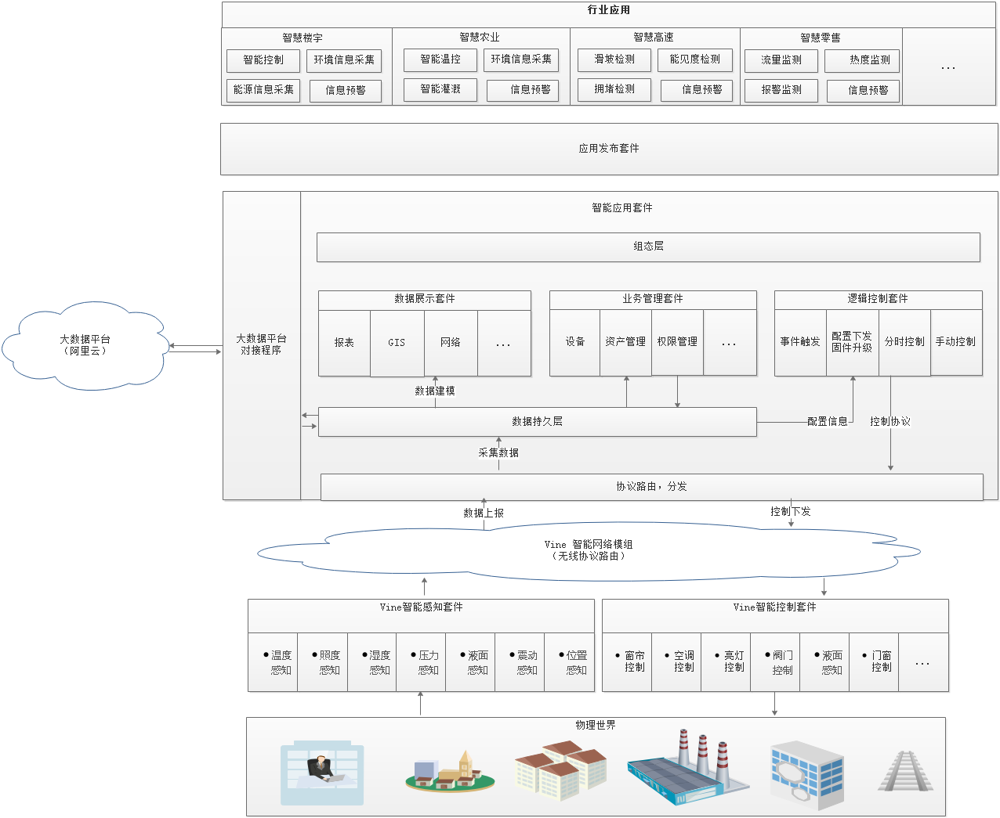 行业应用
智慧楼宇
智能控制
环境信息采集
能源信息采集
信息预警
智慧农业
智能温控
环境信息采集
智能灌溉
信息预警
智慧高速
滑坡检测
能见度检测
拥堵检测
信息预警
智慧零售
流量监测
热度监测
报警监测
信息预警
...
应用发布套件
智能应用套件
组态层
大数据平台
（阿里云）
大数据平台
对接程序
数据展示套件
报表
GIS
网络
...
业务管理套件
设备
资产管理
权限管理
...
逻辑控制套件
事件触发
配置下发
固件升级
分时控制
手动控制
数据建模
数据持久层
配置信息
控制协议
采集数据
协议路由，分发
数据上报
控制下发
Vine 智能网络模组
（无线协议路由）
Vine智能感知套件
• 温度
感知
• 照度
感知
• 湿度
感知
• 压力
感知
• 液面
感知
• 震动
感知
• 位置
感知
Vine智能控制套件
• 窗帘
控制
• 空调
控制
• 亮灯
控制
• 阀门
控制
• 液面
感知
• 门窗
控制
...
物理世界